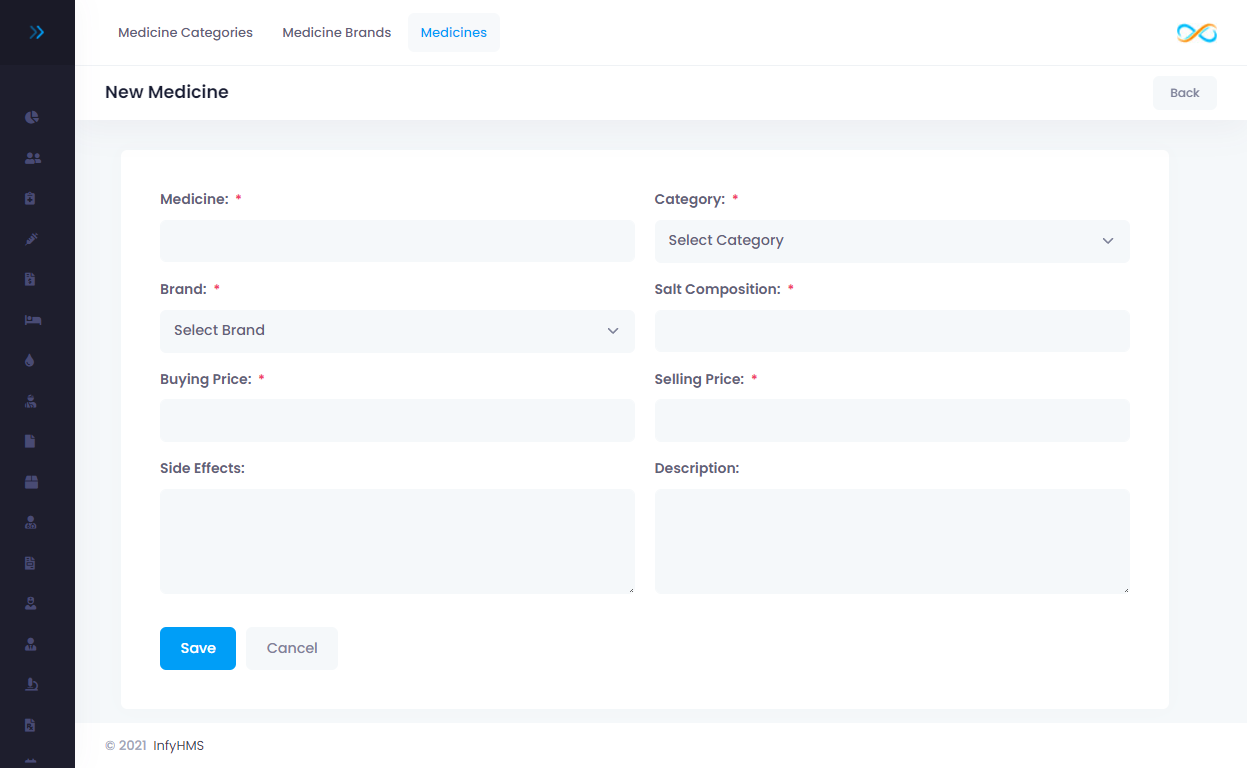 Medicine Categories Medicine Brands Medicines
New Medicine Back
Medicine: * Category: *
Select Category
Brand: * Salt Composition: *
Select Brand
Buying Price: * Selling Price: *
Side Effects: Description:
Save Cancel
© 2021 InfyHMS